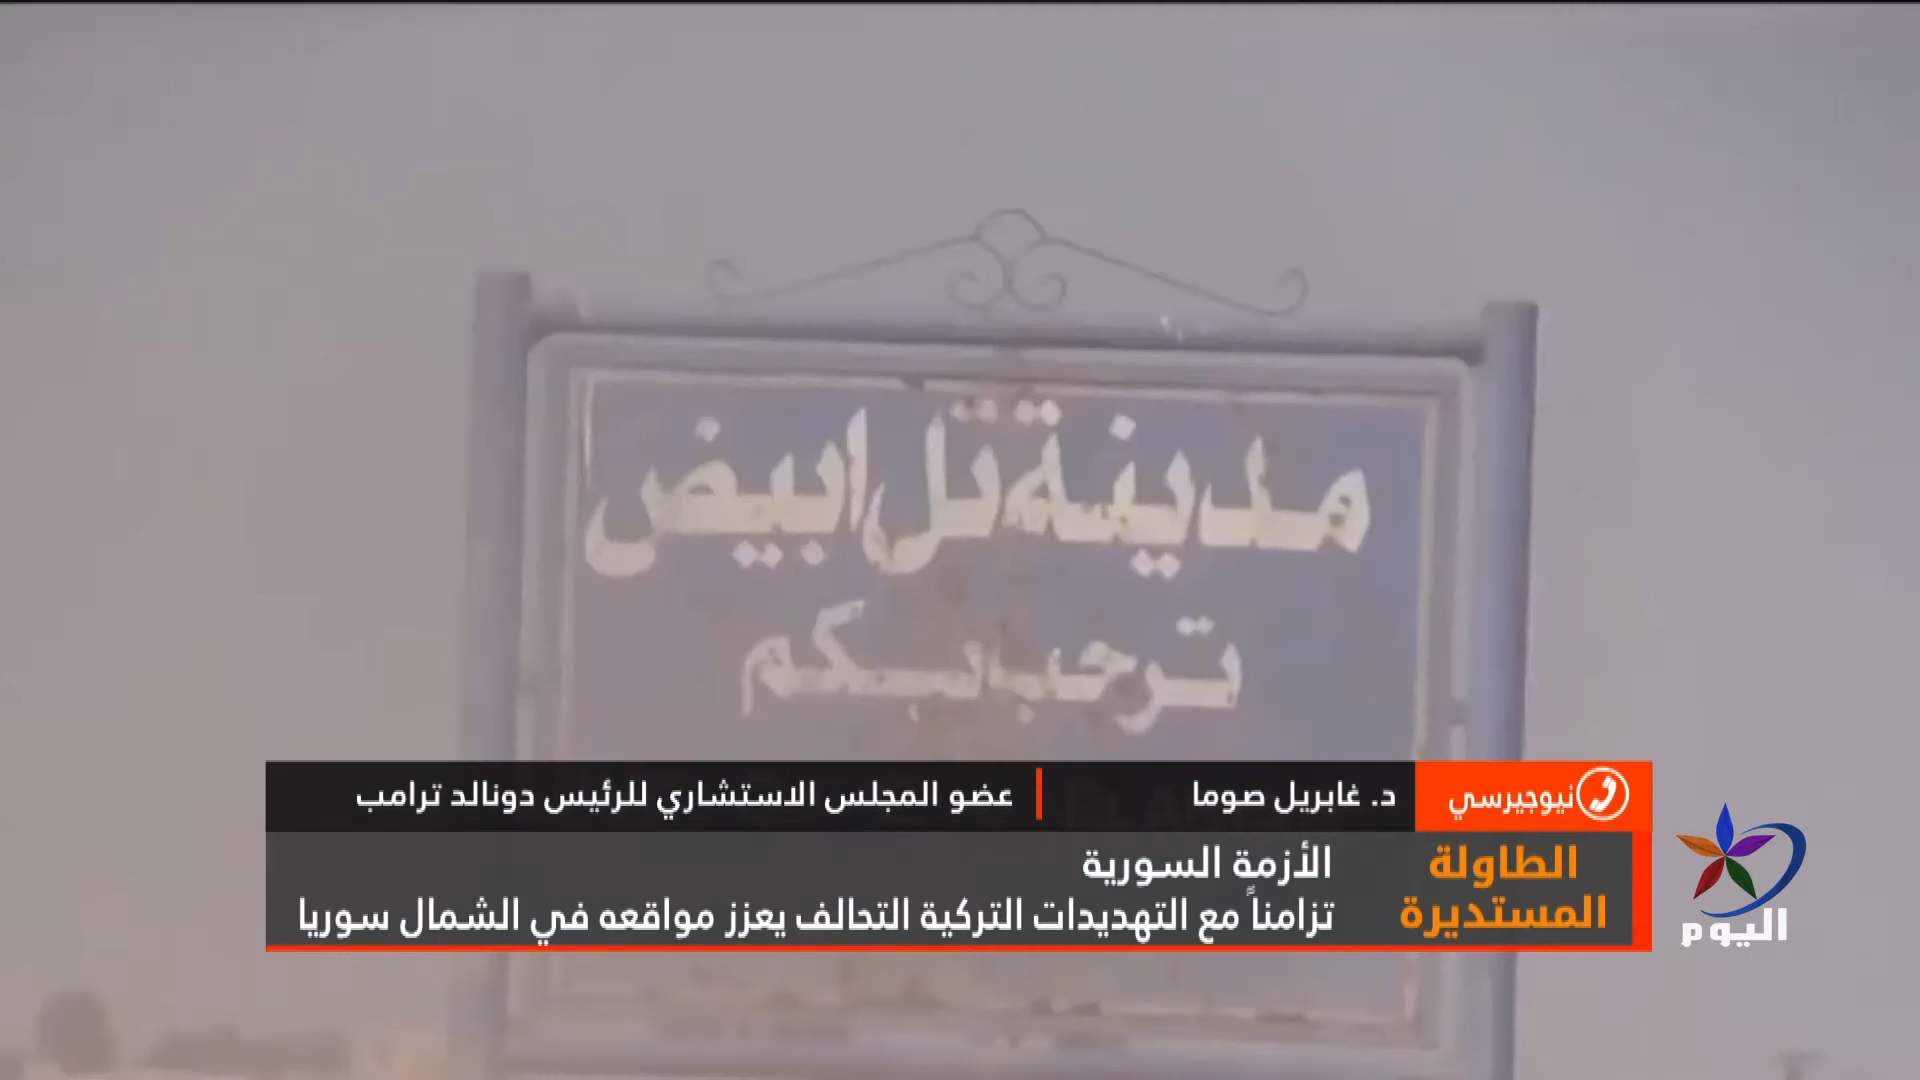 مدينة تل ابيض
ترحب بكم
نيوجيرسي
د. غابريل صوما
عضو المجلس الاستشاري للرئيس دونالد ترامب
الطاولة
المستديرة
الأزمة السورية
تزامناً مع التهديدات التركية التحالف يعزز مواقعه في الشمال سوريا
اليوم